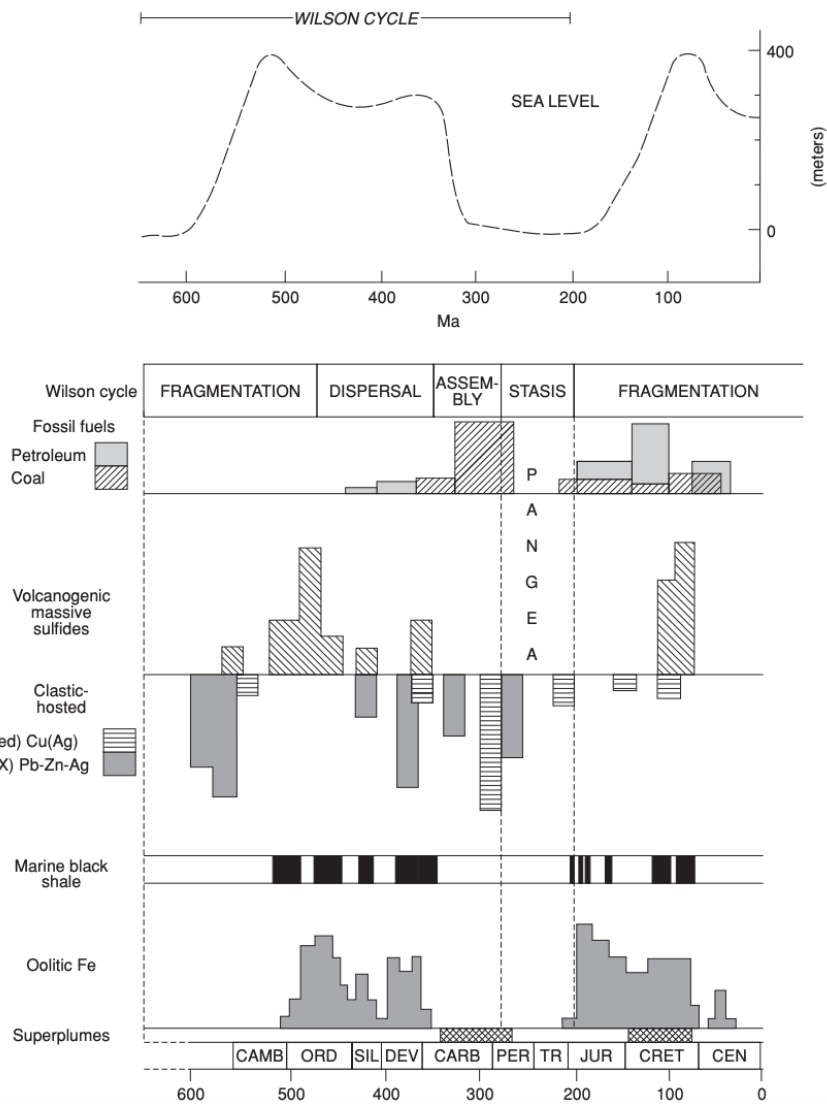 WILSON CYCLE
400
SEA LEVEL
(meters)
0
600 500 400 300 200 100
Ma
Wilson cycle FRAGMENTATION DISPERSAL ASSEM-
BLY STASIS FRAGMENTATION
Fossil fuels
Petroleum
Coal
P
A
N
G
E
A
Volcanogenic
massive
sulfides
Clastic-
hosted
ed) Cu(Ag)
X) Pb-Zn-Ag
Marine black
shale
Oolitic Fe
Superplumes
CAMB ORD SIL DEV CARB PER TR JUR CRET CEN
600 500 400 300 200 100 0